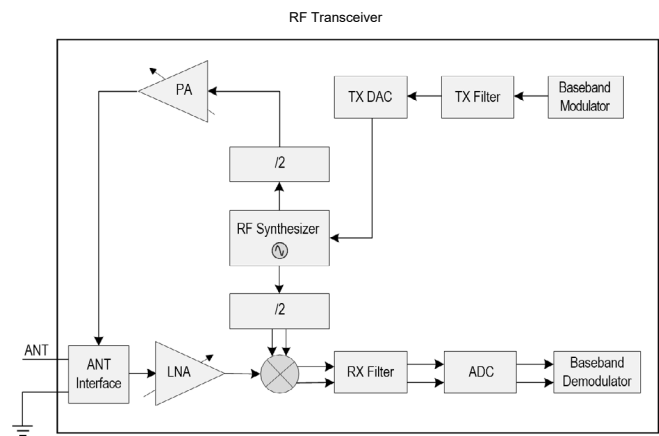 RF Transceiver
PA
TX DAC
TX Filter
Baseband
Modulator
/2
RF Synthesizer
/2
ANT
ANT
Interface
LNA
RX Filter
ADC
Baseband
Demodulator